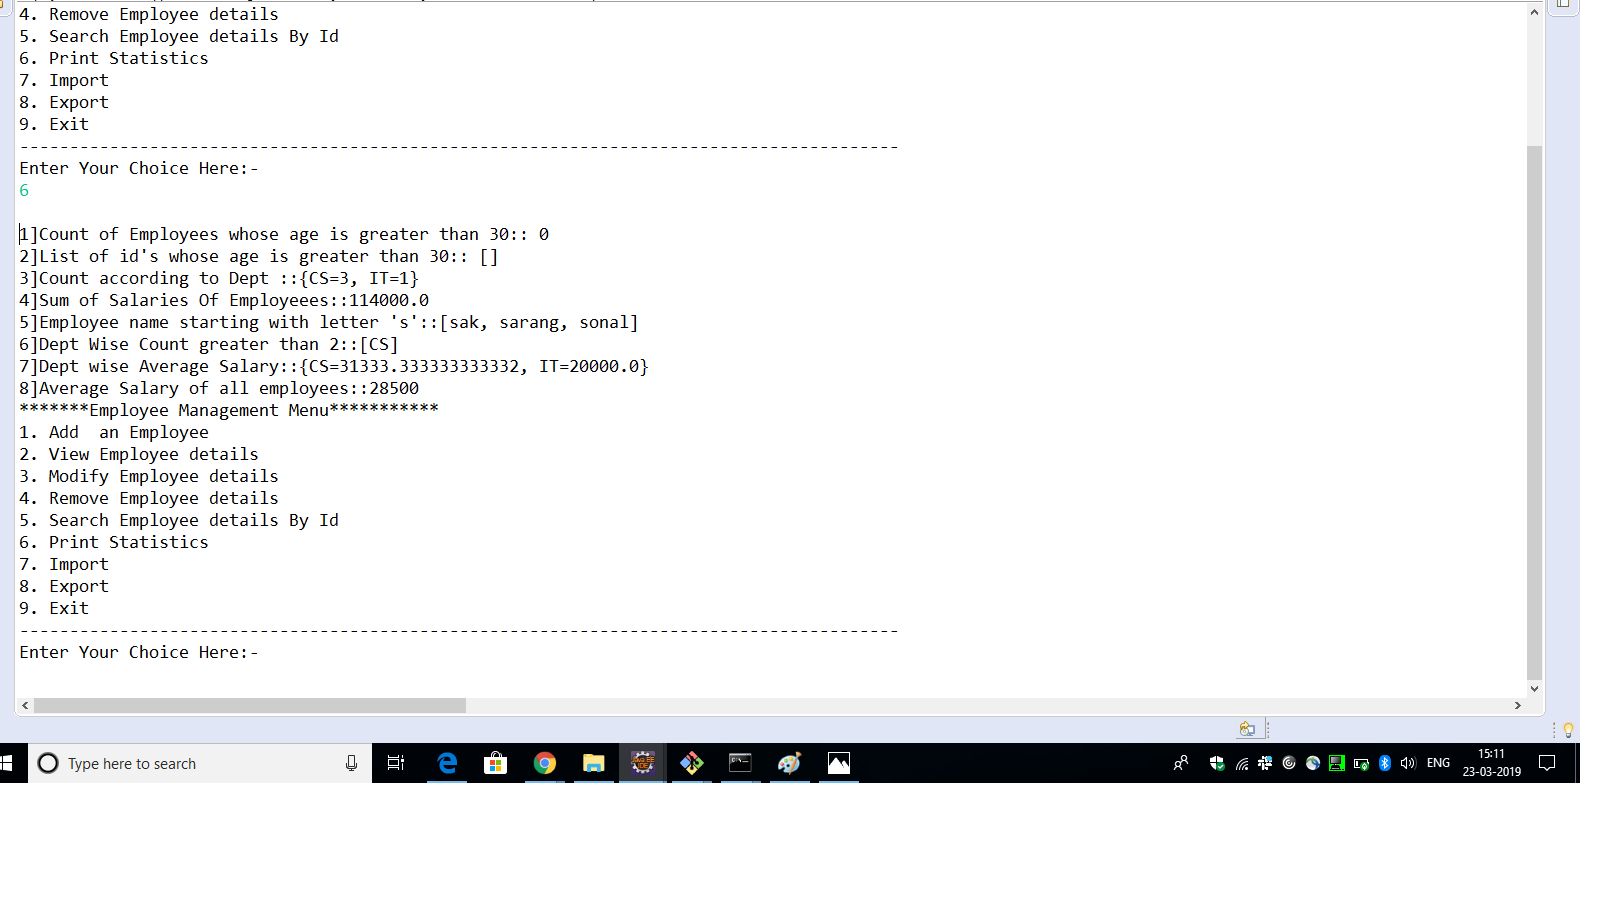 4. Remove Employee details
5. Search Employee details By Id
6. Print Statistics
7. Import
8. Export
9. Exit
----------------------------------------------------------------------------------------
Enter Your Choice Here:-
6
1]Count of Employees whose age is greater than 30:: 0
2]List of id's whose age is greater than 30:: []
3]Count according to Dept ::{CS=3, IT=1}
4]Sum of Salaries Of Employeees::114000.0
5]Employee name starting with letter 's'::[sak, sarang, sonal]
6]Dept Wise Count greater than 2::[CS]
7]Dept wise Average Salary::{CS=31333.333333333332, IT=20000.0}
8]Average Salary of all employees::28500
*******Employee Management Menu***********
1. Add  an Employee
2. View Employee details
3. Modify Employee details
4. Remove Employee details
5. Search Employee details By Id
6. Print Statistics
7. Import
8. Export
9. Exit
----------------------------------------------------------------------------------------
Enter Your Choice Here:-
Type here to search
ENG
15:11
23-03-2019